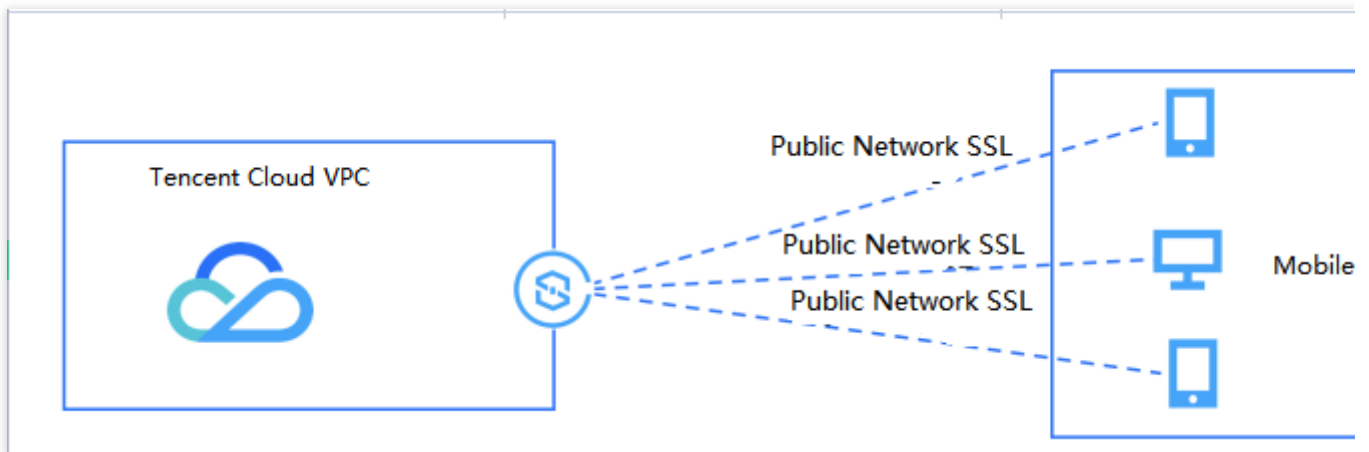 Public Network SSL
Tencent Cloud VPC
Public Network SSL
Mobile
Public Network SSL